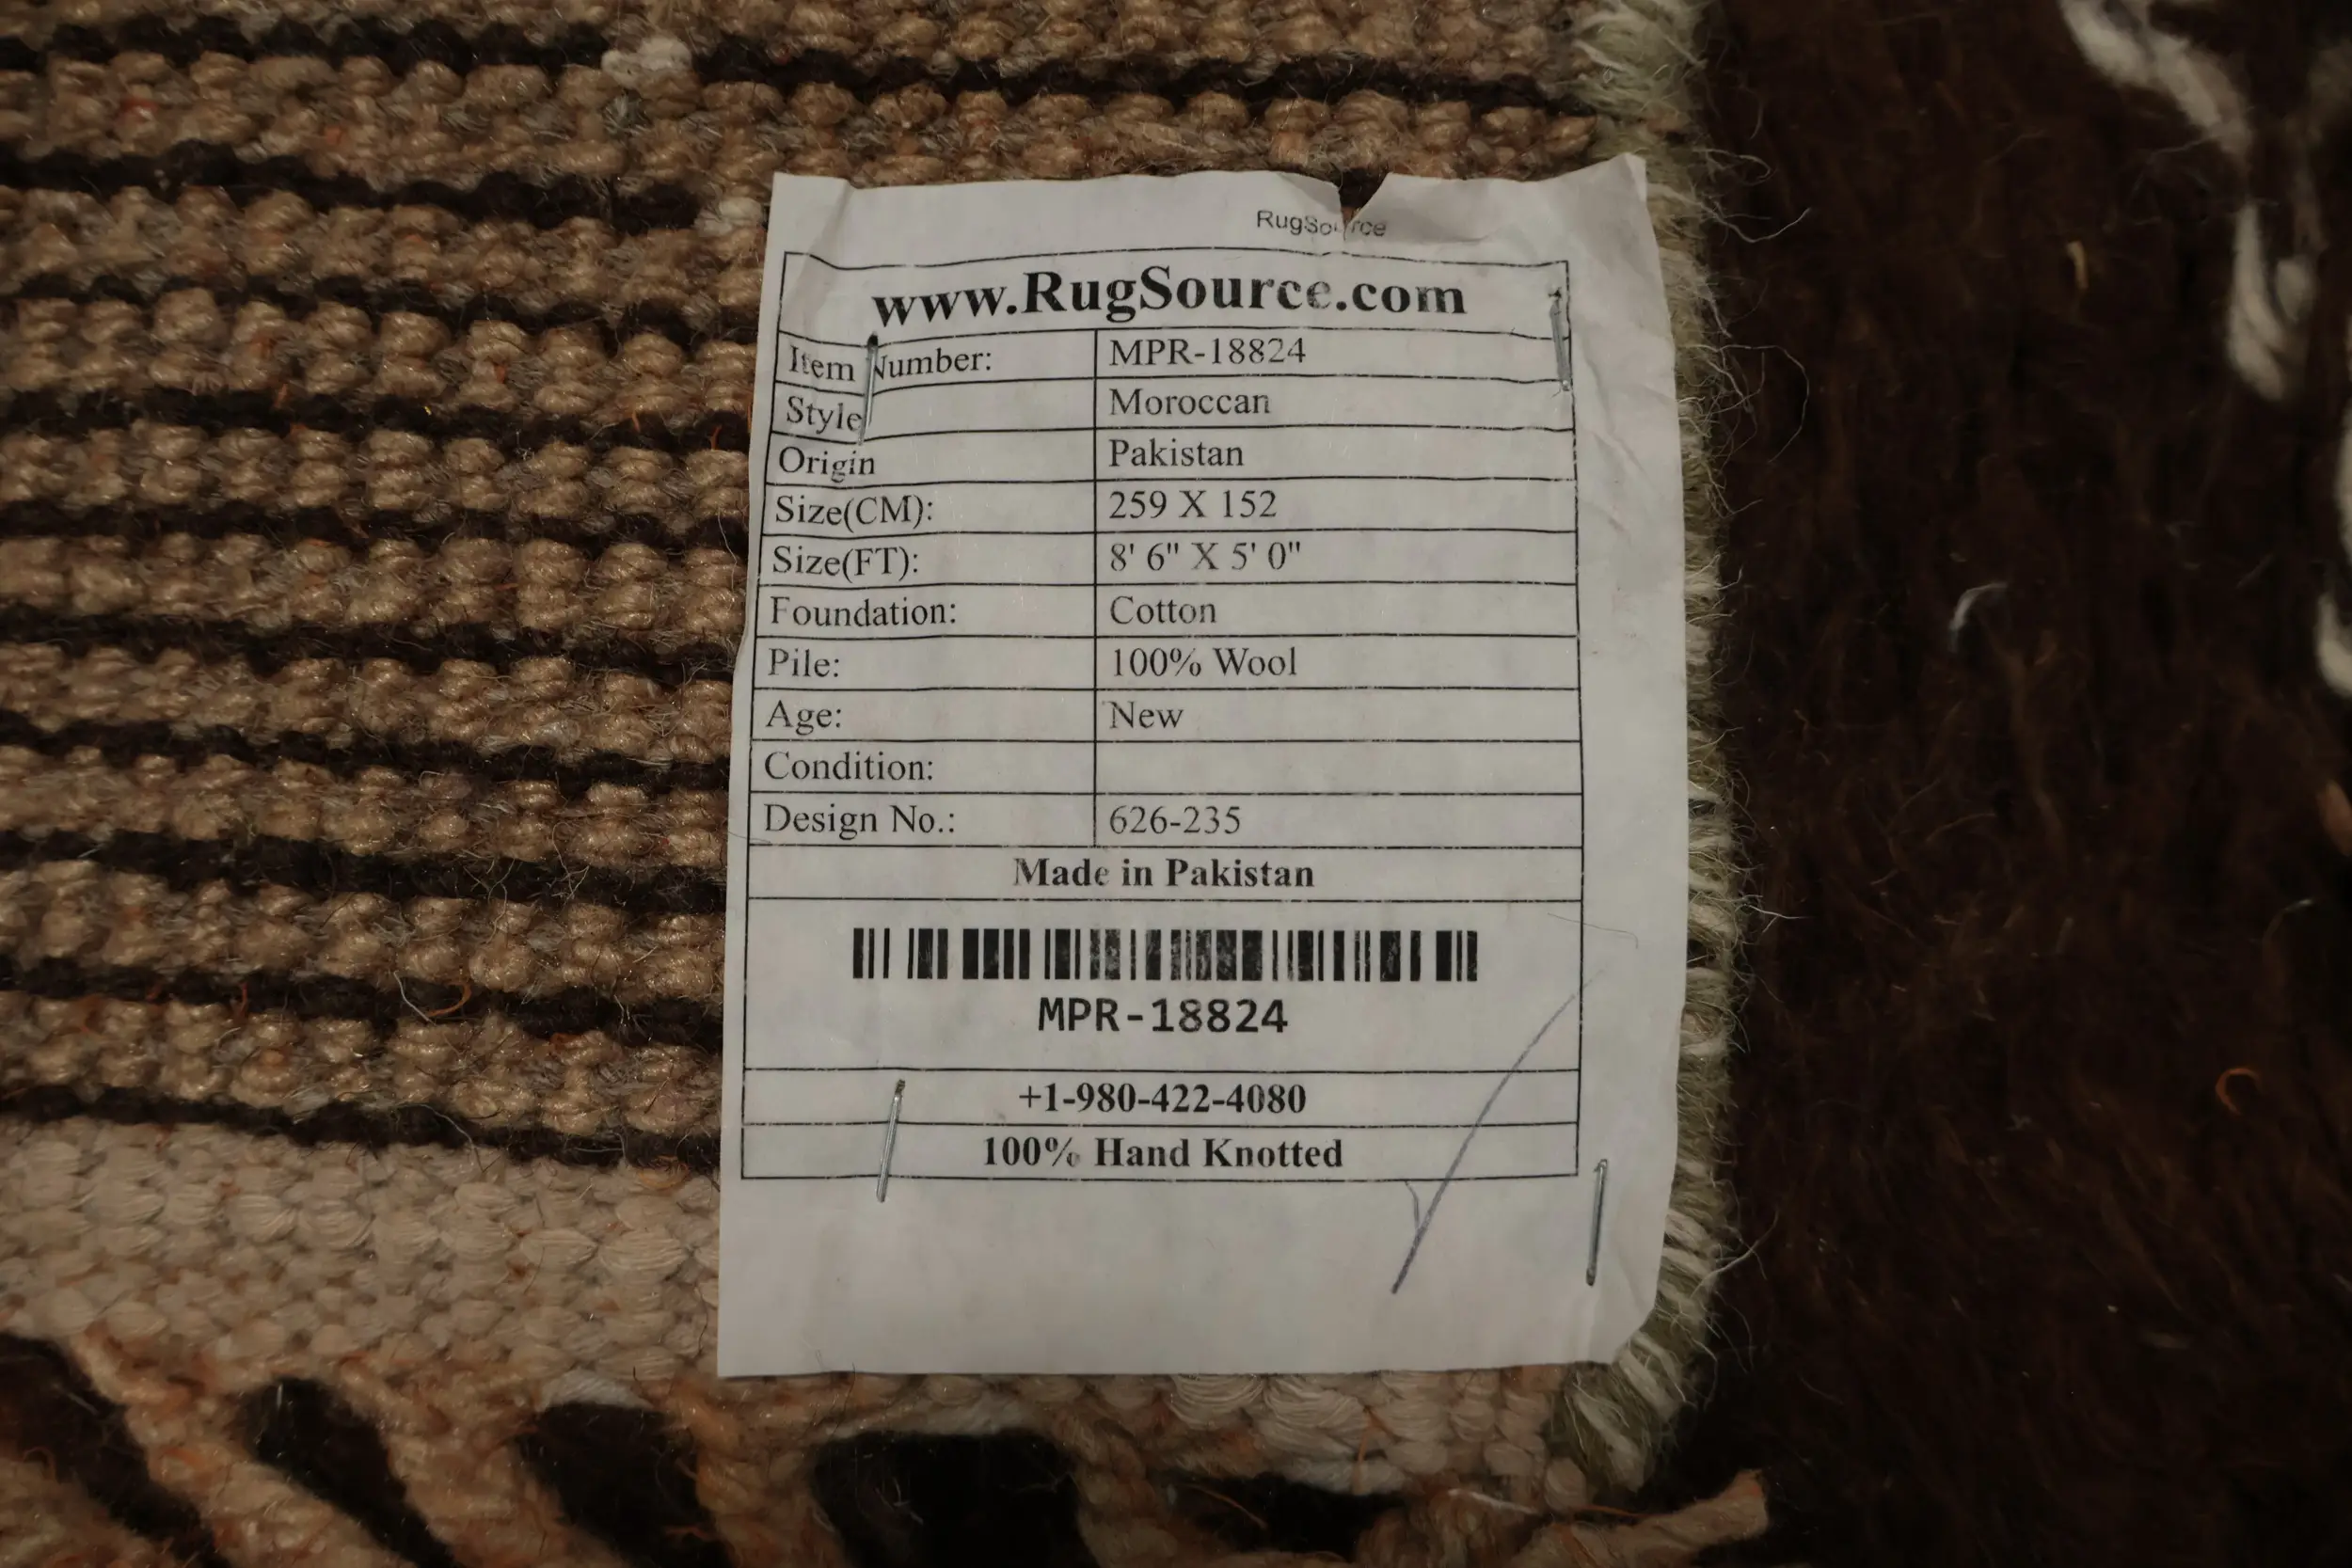 RugSource
www.RugSource.com
Item Number: MPR-18824
Style Moroccan
Origin Pakistan
Size(CM): 259 X 152
Size(FT): 8' 6" X 5' 0"
Foundation: Cotton
Pile: 100% Wool
Age: New
Condition:
Design No.: 626-235
Made in Pakistan
MPR-18824
+1-980-422-4080
100% Hand Knotted